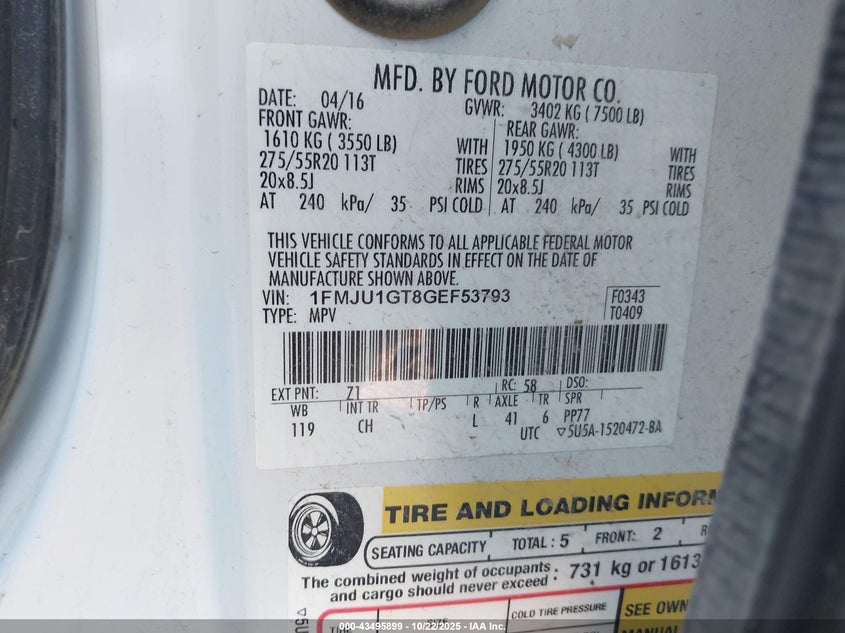 MFD. BY FORD MOTOR CO.
DATE: 04/16 GVWR: 3402 KG ( 7500 LB)
FRONT GAWR: REAR GAWR:
1610 KG ( 3550 LB) WITH 1950 KG ( 4300 LB) WITH
275/55R20 113T TIRES 275/55R20 113T TIRES
20x8.5J RIMS 20x8.5J RIMS
AT 240 kPa/ 35 PSI COLD AT 240 kPa/ 35 PSI COLD
THIS VEHICLE CONFORMS TO ALL APPLICABLE FEDERAL MOTOR
VEHICLE SAFETY STANDARDS IN EFFECT ON THE DATE OF
MANUFACTURE SHOWN ABOVE.
VIN: 1FMJU1GT8GEF53793 F0343
TYPE: MPV T0409
EXT PNT: Z1 RC: 58 DSO:
WB INT TR TP/PS R AXLE TR SPR
119 CH L 41 6 PP77
UTC ▽5U5A-1520472-BA
TIRE AND LOADING INFORM
SEATING CAPACITY TOTAL : 5 FRONT: 2 R
The combined weight of occupants : 731 kg or 1613
and cargo should never exceed :
▽5U
COLD TIRE PRESSURE SEE OWN
MANUAL
©-43495899 - 10/22/2025 - IAA Inc.